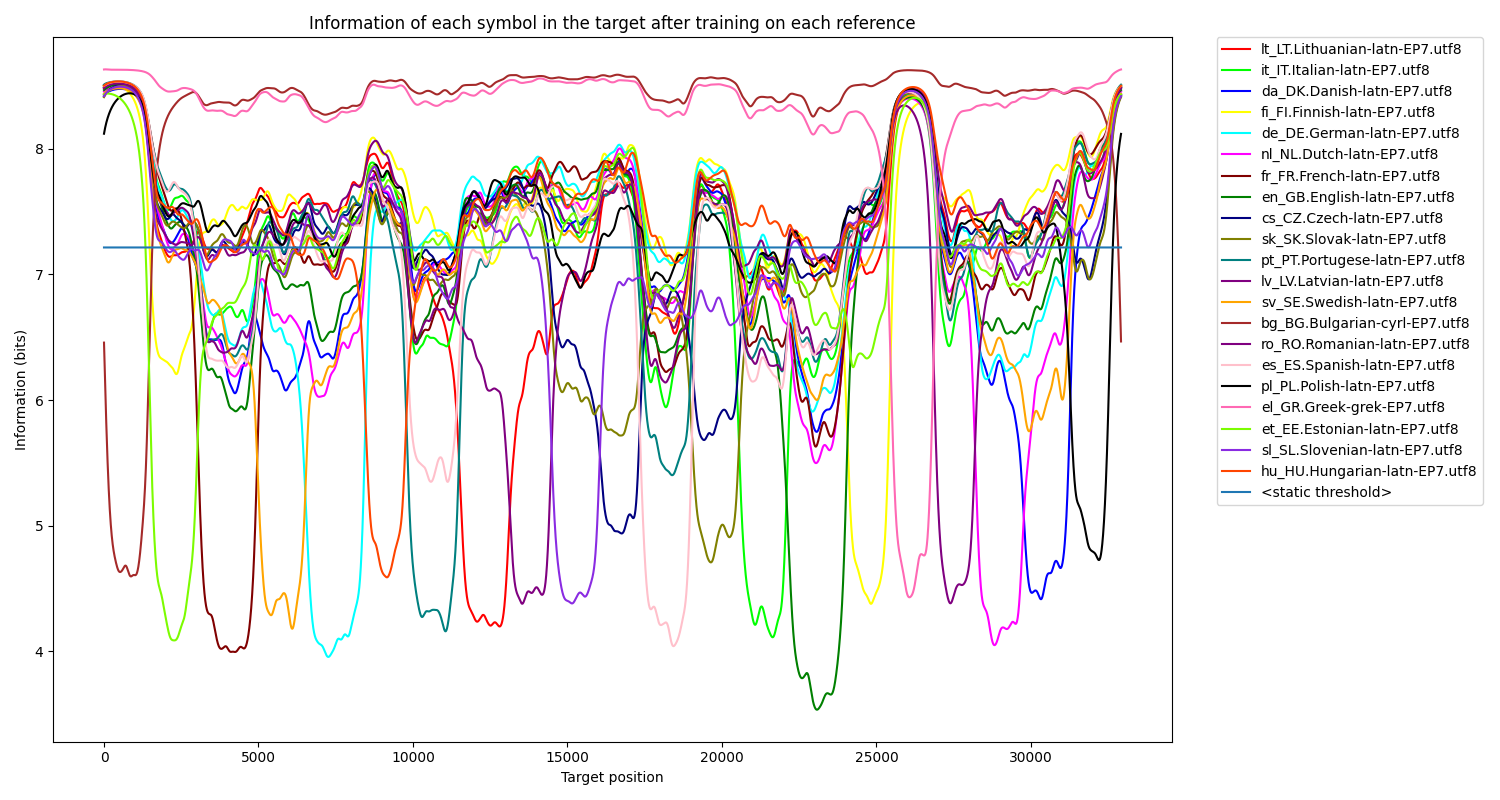 Information of each symbol in the target after training on each reference
Information (bits)
8
7
6
5
4
0
5000
10000
15000
20000
25000
30000
Target position
lt_LT.Lithuanian-latn-EP7.utf8
it_IT.Italian-latn-EP7.utf8
da_DK.Danish-latn-EP7.utf8
fi_FI.Finnish-latn-EP7.utf8
de_DE.German-latn-EP7.utf8
nl_NL.Dutch-latn-EP7.utf8
fr_FR.French-latn-EP7.utf8
en_GB.English-latn-EP7.utf8
cs_CZ.Czech-latn-EP7.utf8
sk_SK.Slovak-latn-EP7.utf8
pt_PT.Portugese-latn-EP7.utf8
lv_LV.Latvian-latn-EP7.utf8
sv_SE.Swedish-latn-EP7.utf8
bg_BG.Bulgarian-cyrl-EP7.utf8
ro_RO.Romanian-latn-EP7.utf8
es_ES.Spanish-latn-EP7.utf8
pl_PL.Polish-latn-EP7.utf8
el_GR.Greek-grek-EP7.utf8
et_EE.Estonian-latn-EP7.utf8
sl_SL.Slovenian-latn-EP7.utf8
hu_HU.Hungarian-latn-EP7.utf8
<static threshold>